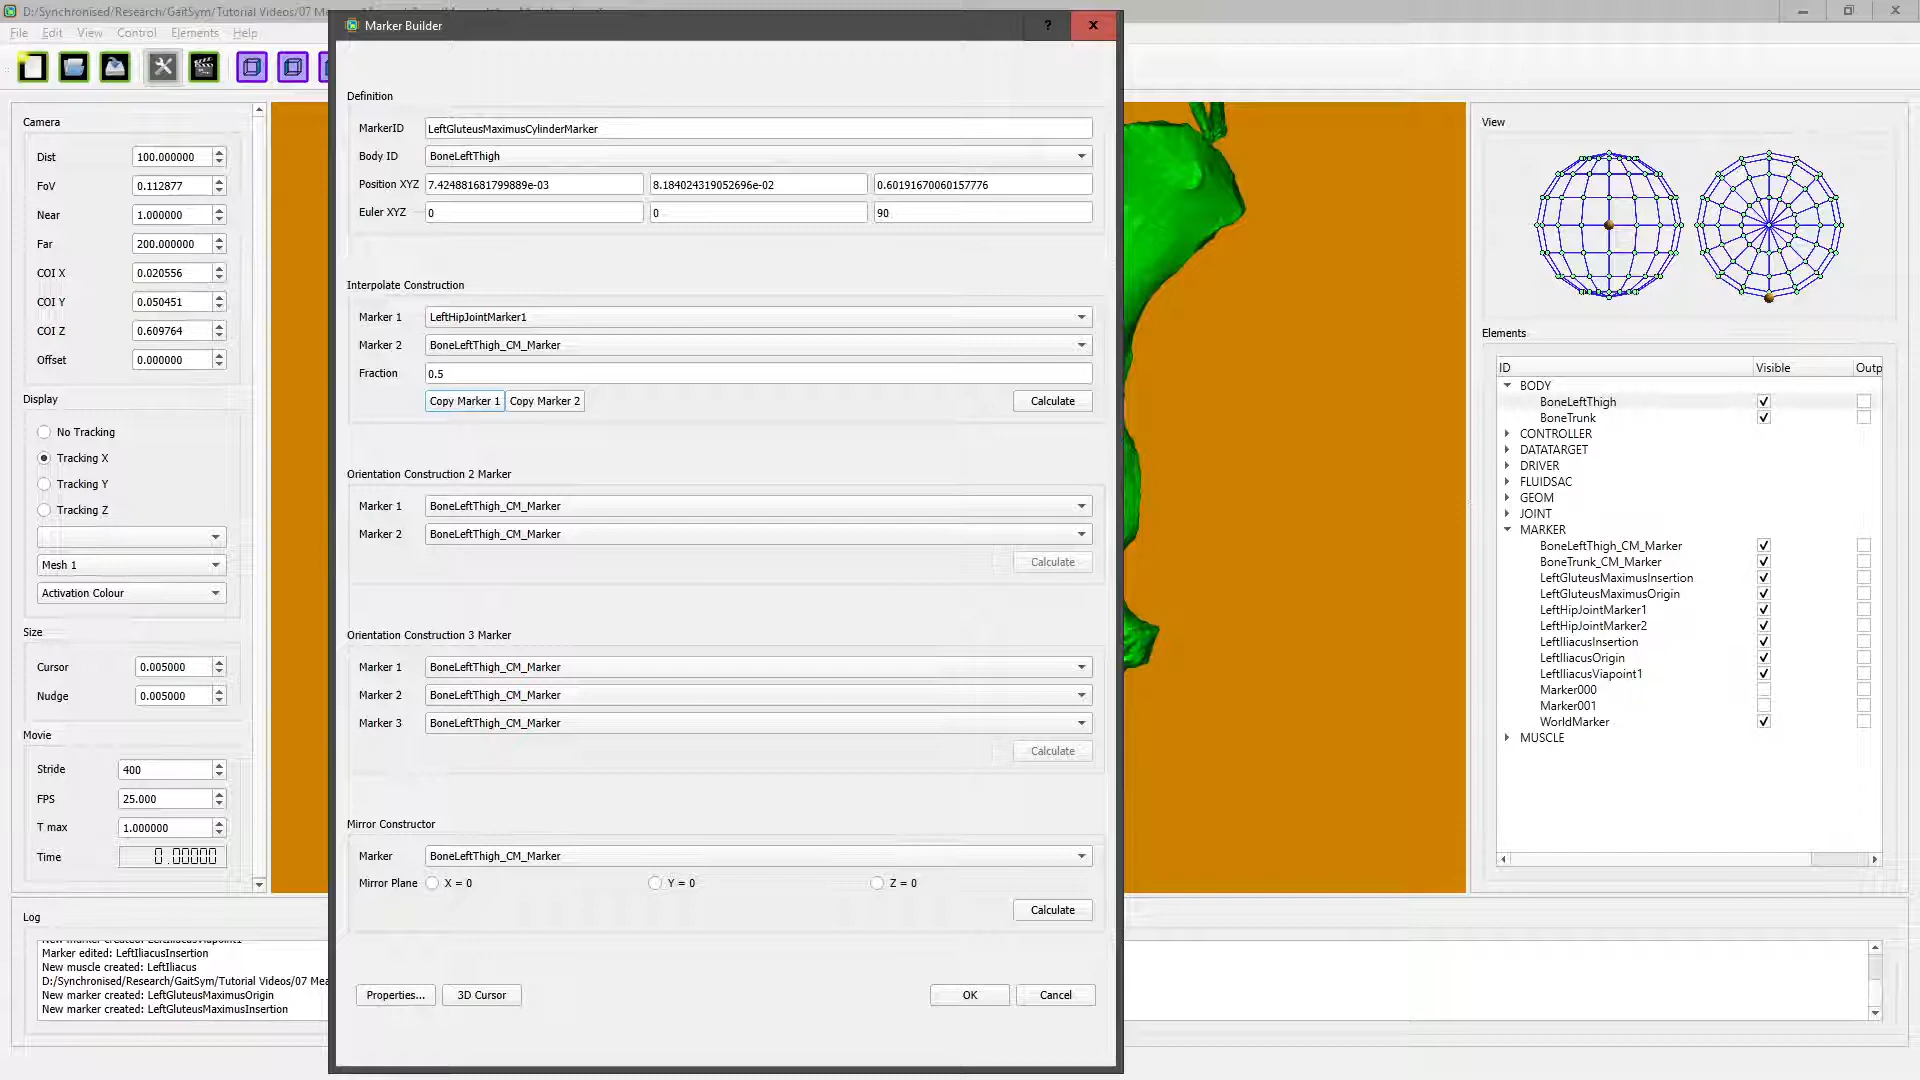 D:/Synchronised/Research/GaitSym/Tutorial Videos/07 Mea
Marker Builder
?
File Edit View Control Elements Help
Camera
Dist 100.000000
FoV 0.112877
Near 1.000000
Far 200.000000
COI X 0.020556
COI Y 0.050451
COI Z 0.609764
Offset 0.000000
Display
No Tracking
Tracking X
Tracking Y
Tracking Z
Mesh 1
Activation Colour
Size
Cursor 0.005000
Nudge 0.005000
Movie
Stride 400
FPS 25.000
T max 1.000000
Time 0.00000
Definition
MarkerID LeftGluteusMaximusCylinderMarker
Body ID BoneLeftThigh
Position XYZ 7.424881681799889e-03 8.184024319052696e-02 0.60191670060157776
Euler XYZ 0 0 90
Interpolate Construction
Marker 1 LeftHipJointMarker1
Marker 2 BoneLeftThigh_CM_Marker
Fraction 0.5
Copy Marker 1 Copy Marker 2 Calculate
Orientation Construction 2 Marker
Marker 1 BoneLeftThigh_CM_Marker
Marker 2 BoneLeftThigh_CM_Marker
Calculate
Orientation Construction 3 Marker
Marker 1 BoneLeftThigh_CM_Marker
Marker 2 BoneLeftThigh_CM_Marker
Marker 3 BoneLeftThigh_CM_Marker
Calculate
Mirror Constructor
Marker BoneLeftThigh_CM_Marker
Mirror Plane X = 0 Y = 0 Z = 0
Calculate
Properties... 3D Cursor OK Cancel
View
Elements
ID Visible Outp
BODY
BoneLeftThigh
BoneTrunk
CONTROLLER
DATATARGET
DRIVER
FLUIDSAC
GEOM
JOINT
MARKER
BoneLeftThigh_CM_Marker
BoneTrunk_CM_Marker
LeftGluteusMaximusInsertion
LeftGluteusMaximusOrigin
LeftHipJointMarker1
LeftHipJointMarker2
LeftIliacusInsertion
LeftIliacusOrigin
LeftIliacusViapoint1
Marker000
Marker001
WorldMarker
MUSCLE
Log
New marker created: LeftIliacusViapoint1
Marker edited: LeftIliacusInsertion
New muscle created: LeftIliacus
D:/Synchronised/Research/GaitSym/Tutorial Videos/07 Mea
New marker created: LeftGluteusMaximusOrigin
New marker created: LeftGluteusMaximusInsertion